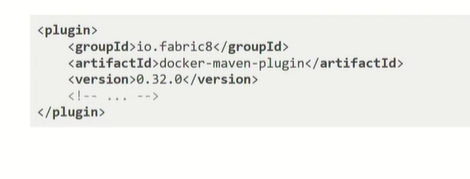 <plugin>
<groupId>io.fabric8</groupId>
<artifactId>docker-maven-plugin</artifactId>
<version>0.32.0</version>
<!-- ... -->
</plugin>